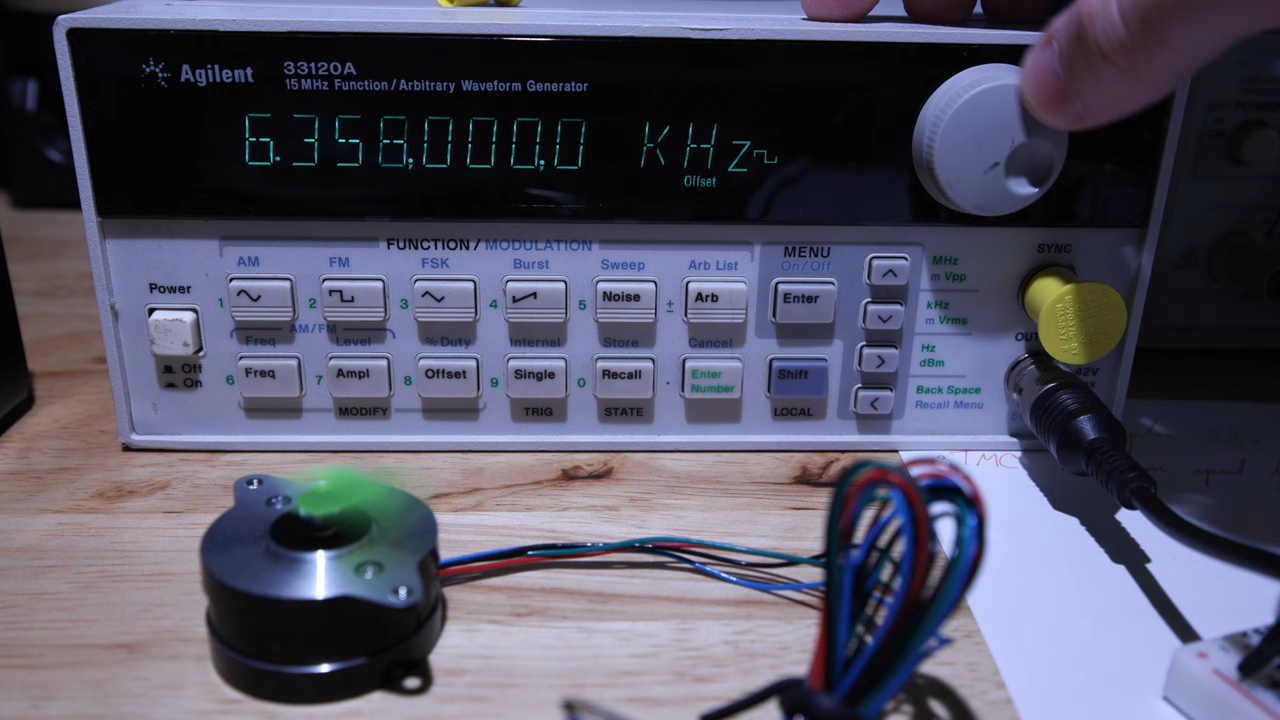 Agilent 33120A
15 MHz Function / Arbitrary Waveform Generator
6.358,000,0 KHz
Offset
FUNCTION / MODULATION
AM FM FSK Burst Sweep Arb List
MENU
On/Off
SYNC
MHz
m Vpp
Power
1 2 3 4 5 Noise ± Arb Enter
kHz
m Vrms
AM/FM
Freq Level % Duty Internal Store Cancel
Hz
dBm
Off
On
6 Freq 7 Ampl 8 Offset 9 Single 0 Recall . Enter Number Shift
42V
Back Space
Recall Menu
MODIFY TRIG STATE LOCAL
TMC
speed